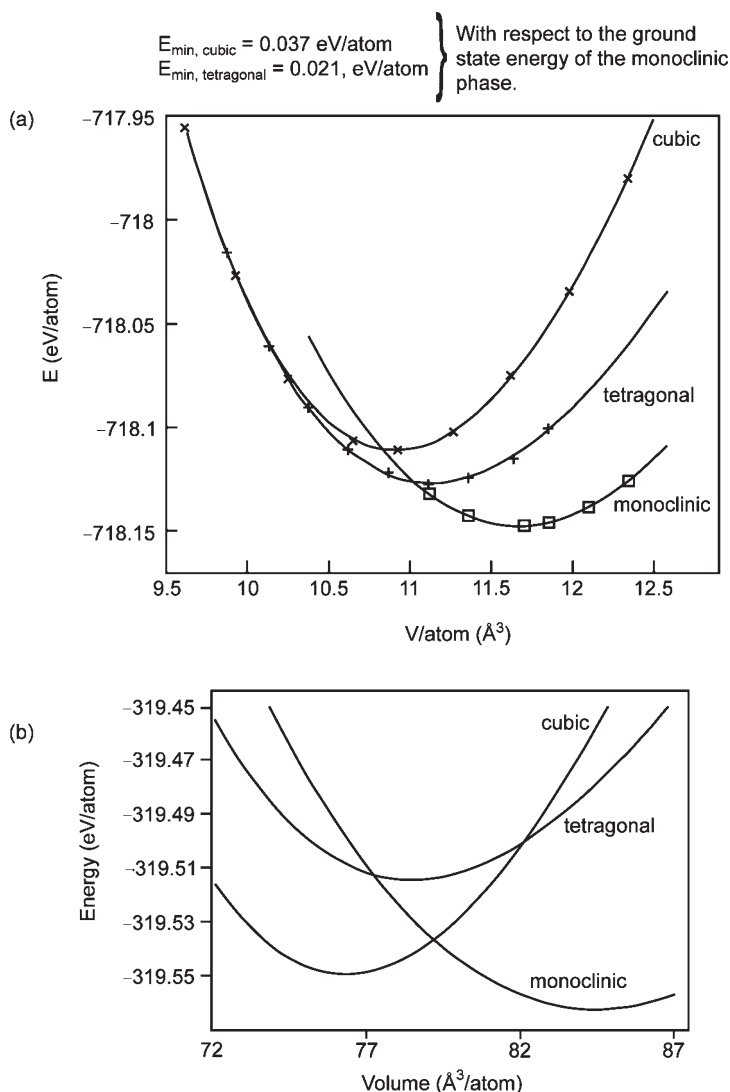 E_min, cubic = 0.037 eV/atom
E_min, tetragonal = 0.021, eV/atom
With respect to the ground
state energy of the monoclinic
phase.
(a)
−717.95
−718
−718.05
−718.1
−718.15
E (eV/atom)
cubic
tetragonal
monoclinic
9.5 10 10.5 11 11.5 12 12.5
V/atom (Å³)
(b)
−319.45
−319.47
−319.49
−319.51
−319.53
−319.55
Energy (eV/atom)
cubic
tetragonal
monoclinic
72 77 82 87
Volume (Å³/atom)